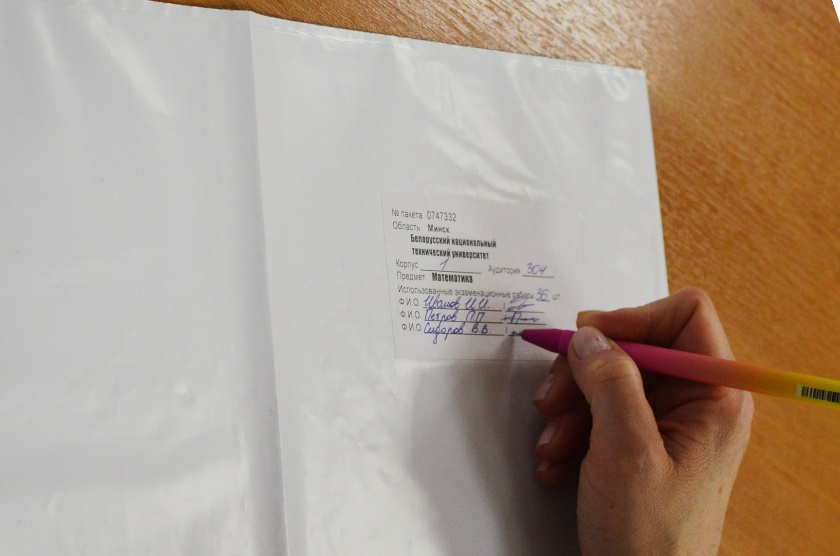 № пакета 0747332
Область Минск
Белорусский национальный
технический университет
Корпус 1 Аудитория 304
Предмет Математика
Использованные экзаменационные работы 36 шт.
Ф.И.О. Иванов И.И.
Ф.И.О. Петров П.П.
Ф.И.О. Сидоров В.В.